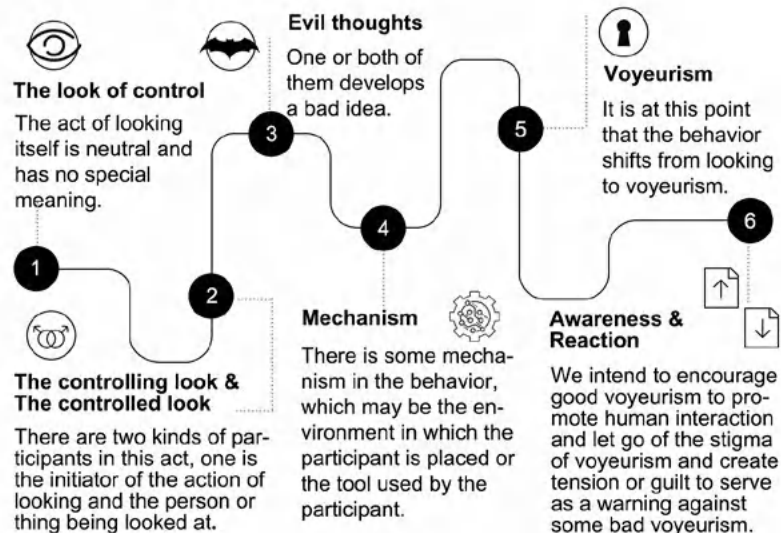 The look of control
The act of looking
itself is neutral and
has no special
meaning.
1
2
The controlling look &
The controlled look
There are two kinds of par-
ticipants in this act, one is
the initiator of the action of
looking and the person or
thing being looked at.
3
Evil thoughts
One or both of
them develops
a bad idea.
4
Mechanism
There is some mecha-
nism in the behavior,
which may be the en-
vironment in which the
participant is placed or
the tool used by the
participant.
5
Voyeurism
It is at this point
that the behavior
shifts from looking
to voyeurism.
6
Awareness &
Reaction
We intend to encourage
good voyeurism to pro-
mote human interaction
and let go of the stigma
of voyeurism and create
tension or guilt to serve
as a warning against
some bad voyeurism.